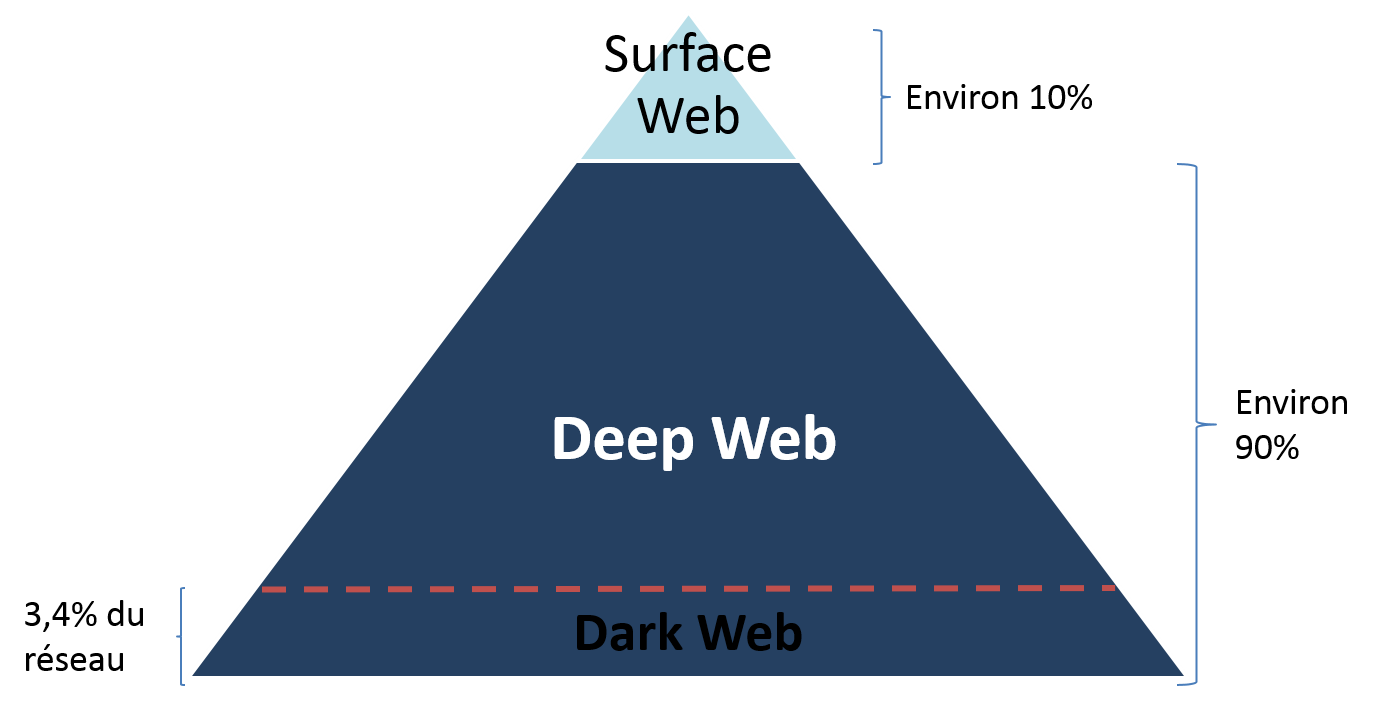 Surface
Web
Environ 10%
Deep Web
Environ
90%
3,4% du
réseau
Dark Web